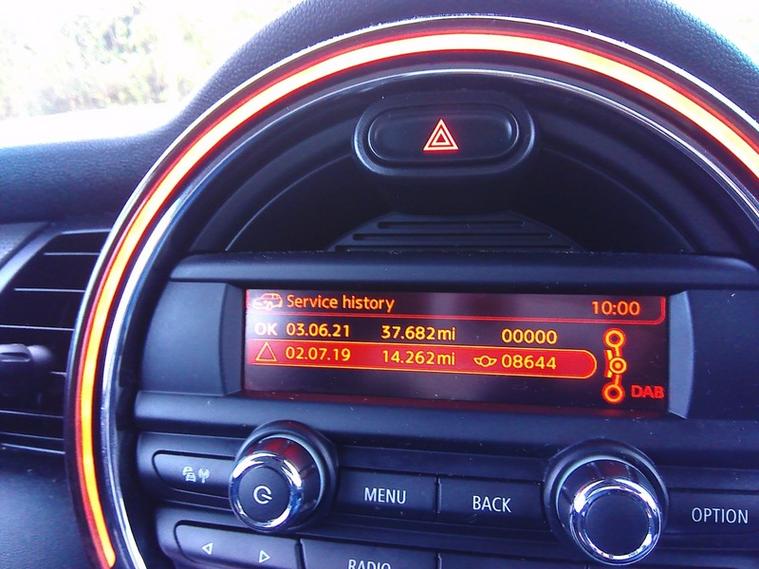 Service history 10:00
OK 03.06.21 37.682mi 00000
02.07.19 14.262mi 08644
DAB
MENU BACK OPTION
RADIO